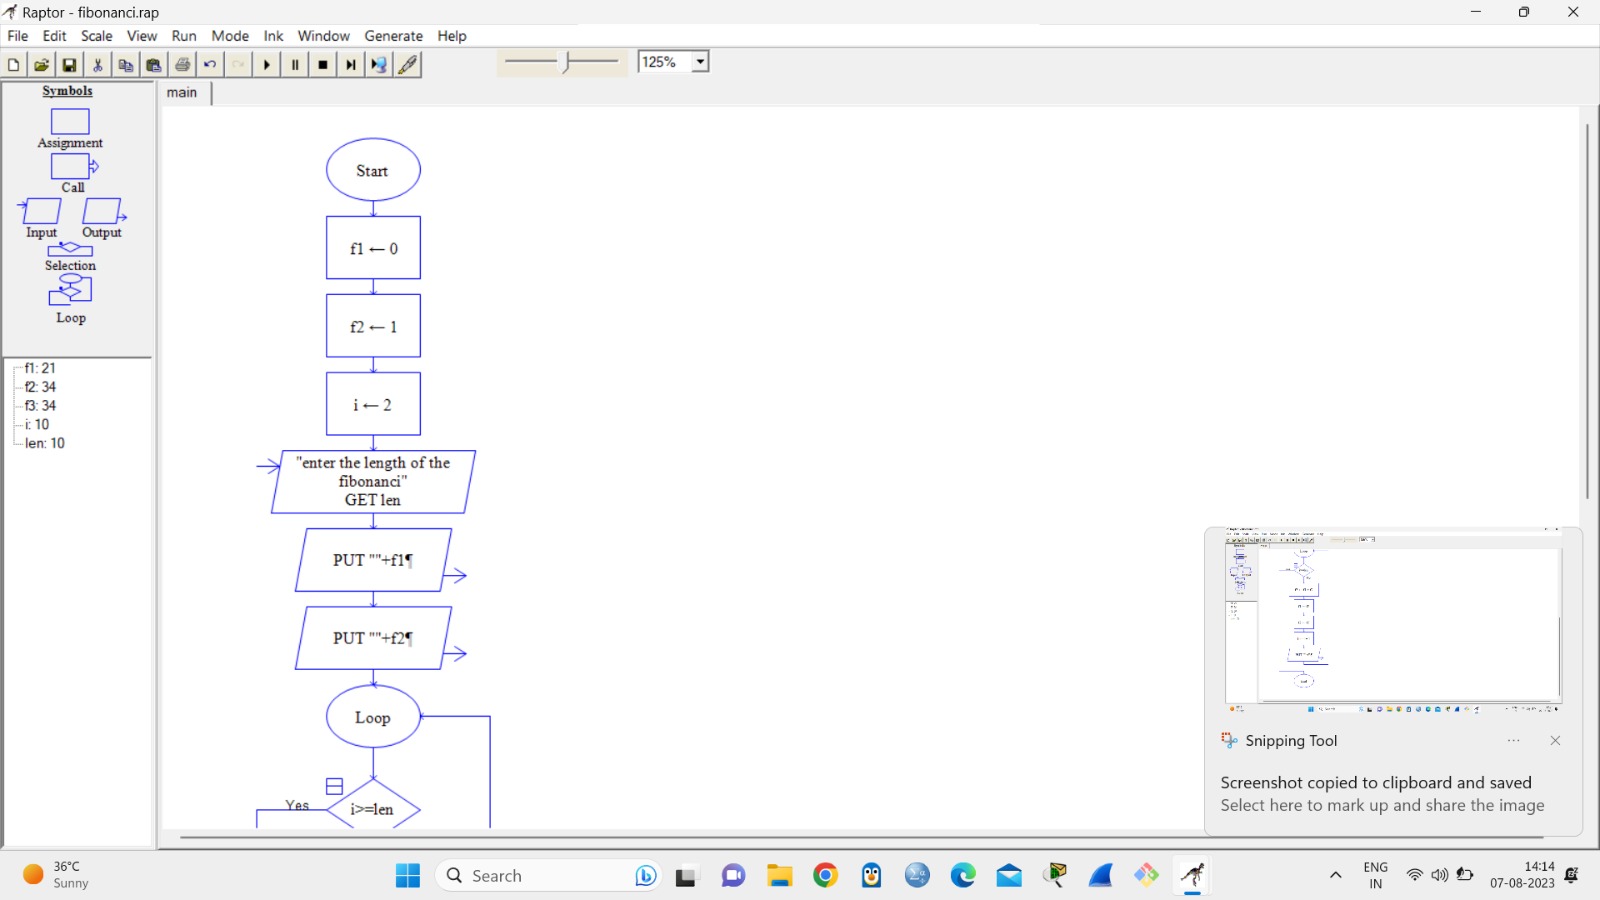 Raptor - fibonanci.rap
File Edit Scale View Run Mode Ink Window Generate Help
125%
Symbols
Assignment
Call
Input Output
Selection
Loop
f1: 21
f2: 34
f3: 34
i: 10
len: 10
main
Start
f1 ← 0
f2 ← 1
i ← 2
"enter the length of the
fibonanci"
GET len
PUT ""+f1¶
PUT ""+f2¶
Loop
Yes
i>=len
Snipping Tool
Screenshot copied to clipboard and saved
Select here to mark up and share the image
36°C
Sunny
Search
ENG
IN
14:14
07-08-2023